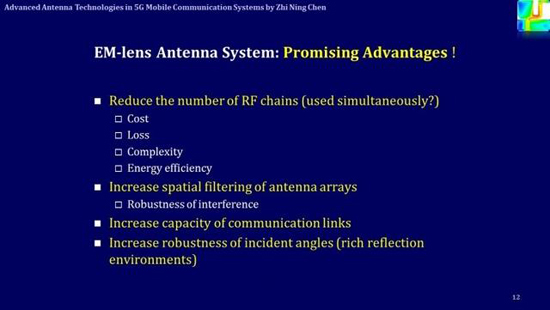 Advanced Antenna Technologies in 5G Mobile Communication Systems by Zhi Ning Chen
EM-lens Antenna System: Promising Advantages !
Reduce the number of RF chains (used simultaneously?)
Cost
Loss
Complexity
Energy efficiency
Increase spatial filtering of antenna arrays
Robustness of interference
Increase capacity of communication links
Increase robustness of incident angles (rich reflection
environments)
12